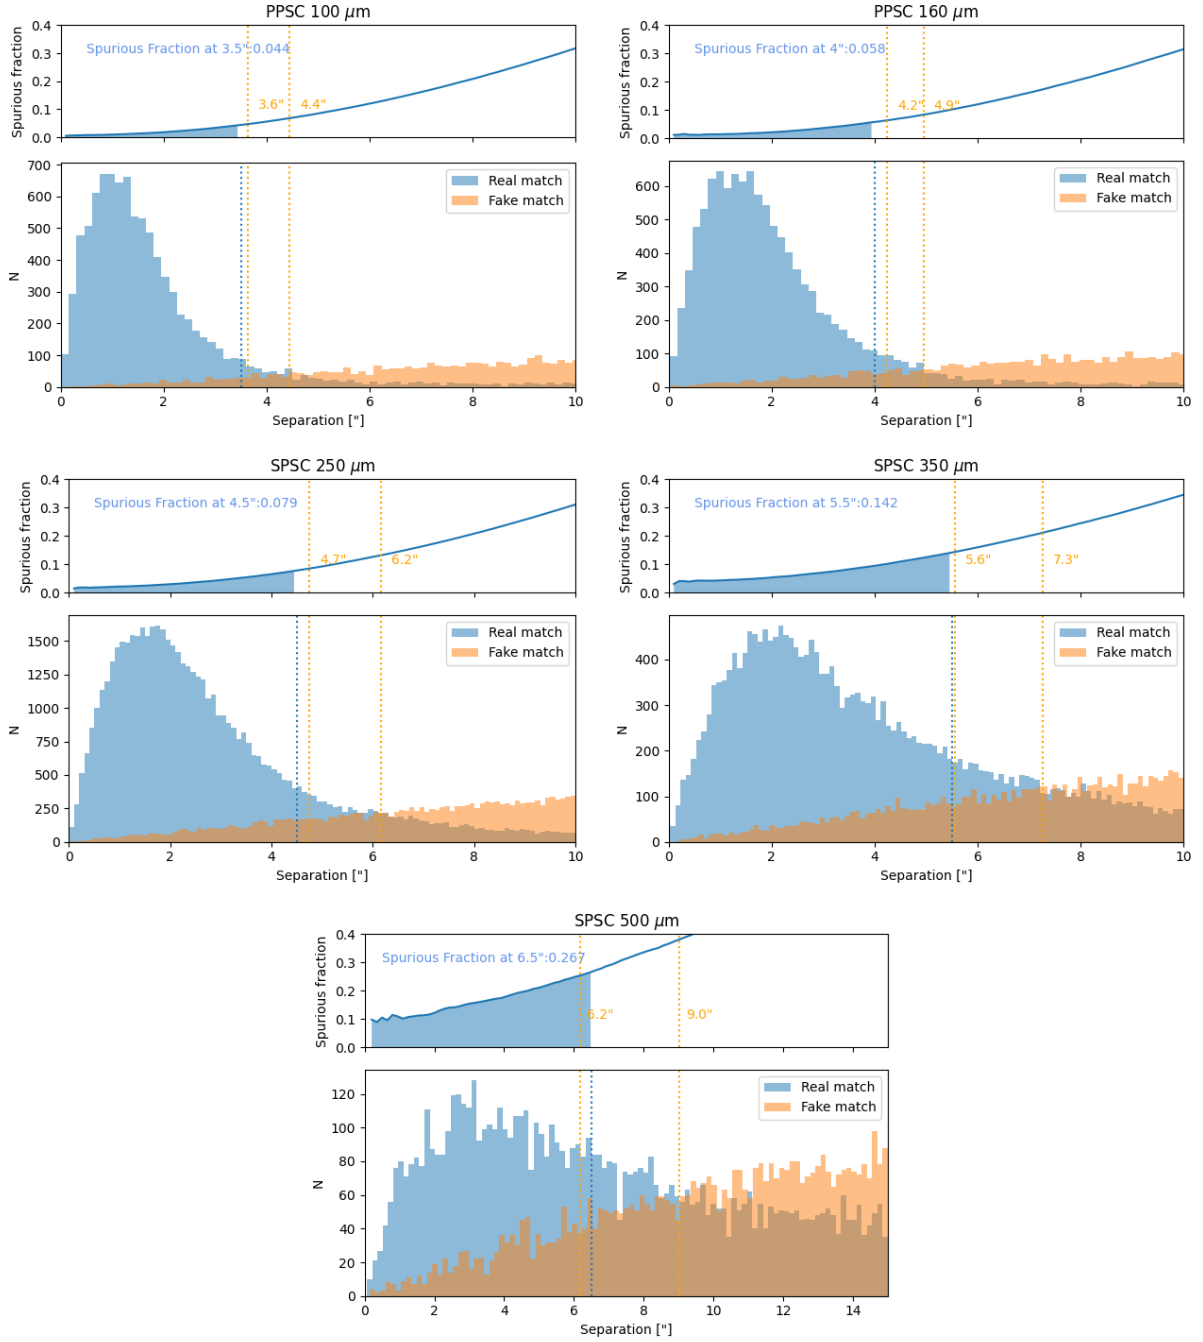 PPSC 100 μm
Spurious fraction
0.4
0.3
0.2
0.1
0.0
Spurious Fraction at 3.5":0.044
3.6"
4.4"
N
700
600
500
400
300
200
100
0
Real match
Fake match
0 2 4 6 8 10
Separation ["]
PPSC 160 μm
Spurious fraction
0.4
0.3
0.2
0.1
0.0
Spurious Fraction at 4":0.058
4.2"
4.9"
N
600
500
400
300
200
100
0
Real match
Fake match
0 2 4 6 8 10
Separation ["]
SPSC 250 μm
Spurious fraction
0.4
0.3
0.2
0.1
0.0
Spurious Fraction at 4.5":0.079
4.7"
6.2"
N
1500
1250
1000
750
500
250
0
Real match
Fake match
0 2 4 6 8 10
Separation ["]
SPSC 350 μm
Spurious fraction
0.4
0.3
0.2
0.1
0.0
Spurious Fraction at 5.5":0.142
5.6"
7.3"
N
400
300
200
100
0
Real match
Fake match
0 2 4 6 8 10
Separation ["]
SPSC 500 μm
Spurious fraction
0.4
0.3
0.2
0.1
0.0
Spurious Fraction at 6.5":0.267
6.2"
9.0"
N
120
100
80
60
40
20
0
Real match
Fake match
0 2 4 6 8 10 12 14
Separation ["]